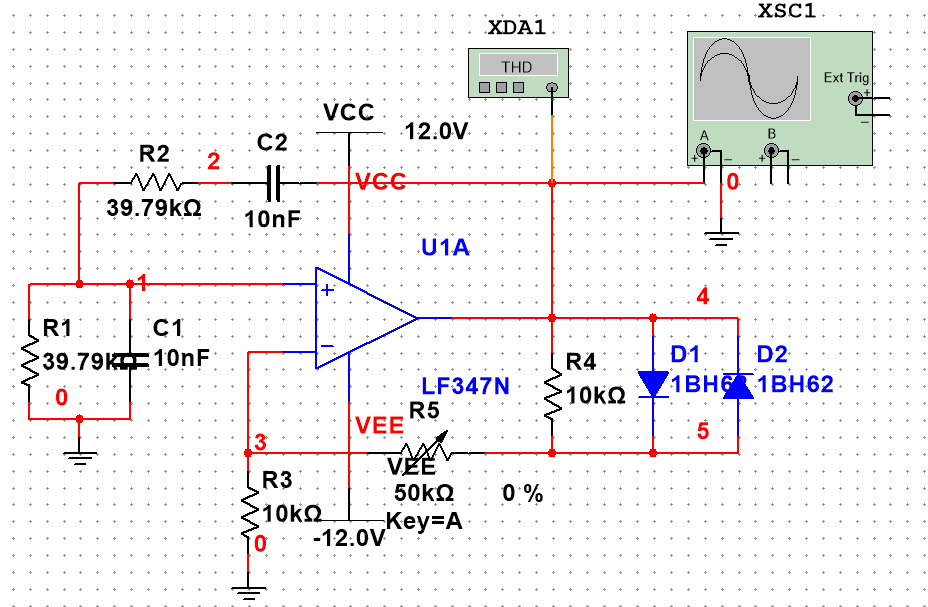 XSC1
XDA1
THD
Ext Trig
+
−
A
B
+
−
+
−
VCC
12.0V
R2
2
C2
VCC
0
39.79kΩ
10nF
U1A
1
+
4
R1
C1
39.79kΩ
10nF
−
R4
D1
D2
LF347N
10kΩ
1BH62
1BH62
0
R5
VEE
5
3
VEE
R3
50kΩ
0 %
10kΩ
Key=A
0
-12.0V